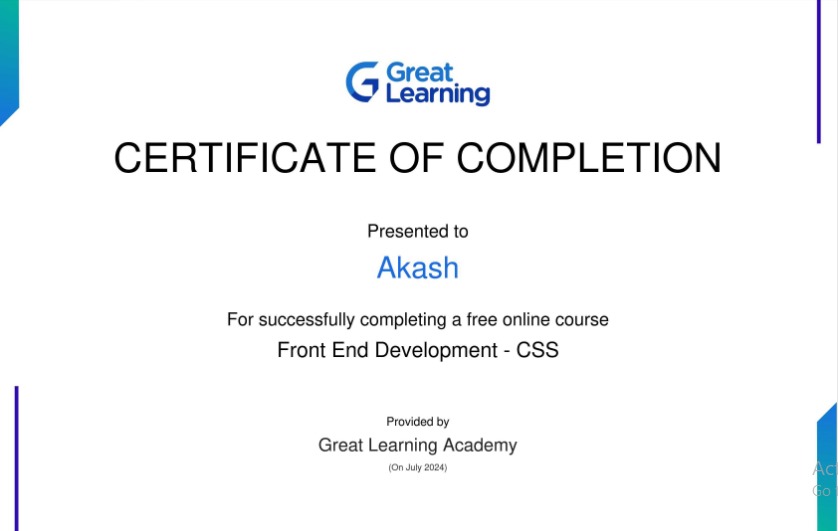 Great
Learning
CERTIFICATE OF COMPLETION
Presented to
Akash
For successfully completing a free online course
Front End Development - CSS
Provided by
Great Learning Academy
(On July 2024)
Go